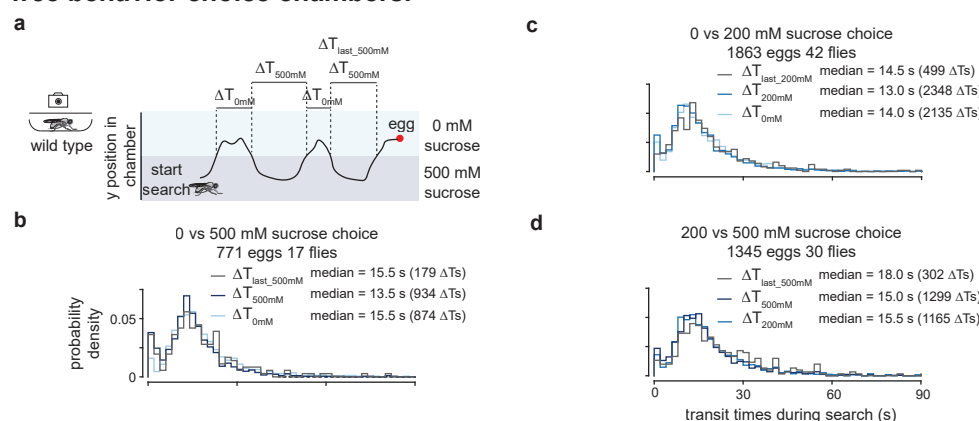 a
ΔT_last_500mM
ΔT_500mM ΔT_500mM
ΔT_0mM ΔT_0mM
egg
0 mM
sucrose
500 mM
sucrose
start
search
y position in
chamber
wild type
b
0 vs 500 mM sucrose choice
771 eggs 17 flies
ΔT_last_500mM median = 15.5 s (179 ΔTs)
ΔT_500mM median = 13.5 s (934 ΔTs)
ΔT_0mM median = 15.5 s (874 ΔTs)
probability
density
0.05
0
c
0 vs 200 mM sucrose choice
1863 eggs 42 flies
ΔT_last_200mM median = 14.5 s (499 ΔTs)
ΔT_200mM median = 13.0 s (2348 ΔTs)
ΔT_0mM median = 14.0 s (2135 ΔTs)
d
200 vs 500 mM sucrose choice
1345 eggs 30 flies
ΔT_last_500mM median = 18.0 s (302 ΔTs)
ΔT_500mM median = 15.0 s (1299 ΔTs)
ΔT_200mM median = 15.5 s (1165 ΔTs)
0 30 60 90
transit times during search (s)